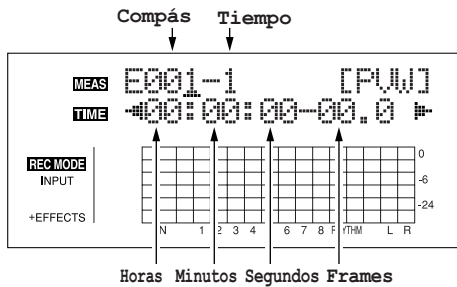 Compás Tiempo
MEAS E001-1 [PVW]
TIME 00:00:00-00.0
REC MODE 0
INPUT -6
+EFFECTS -24
N 1 2 3 4 6 7 8 L R
Horas Minutos Segundos Frames